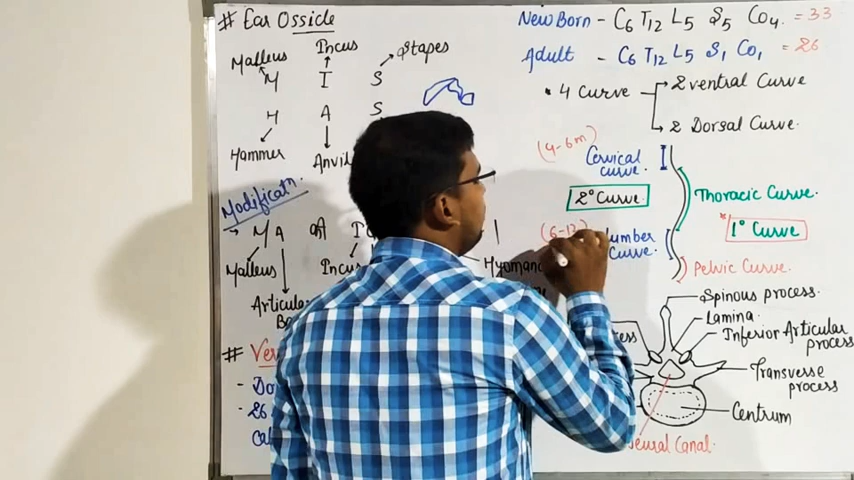 # Ear Ossicle
Malleus Incus Stapes
M I S
H A S
Hammer Anvil
Modificatn.
→ M A
Malleus Incus Hyomand
Articular
# Ver
-
- 26
New Born - C6 T12 L5 S5 Co4. = 33
Adult - C6 T12 L5 S1 Co1 = 26
• 4 Curve 2 ventral Curve
2 Dorsal Curve.
(4-6m) Cervical curve.
2° Curve Thoracic Curve.
* 1° Curve
(6-12) lumber Curve.
Pelvic Curve.
Spinous process.
Lamina.
Inferior Articular process
Transverse process
Centrum
Neural Canal.